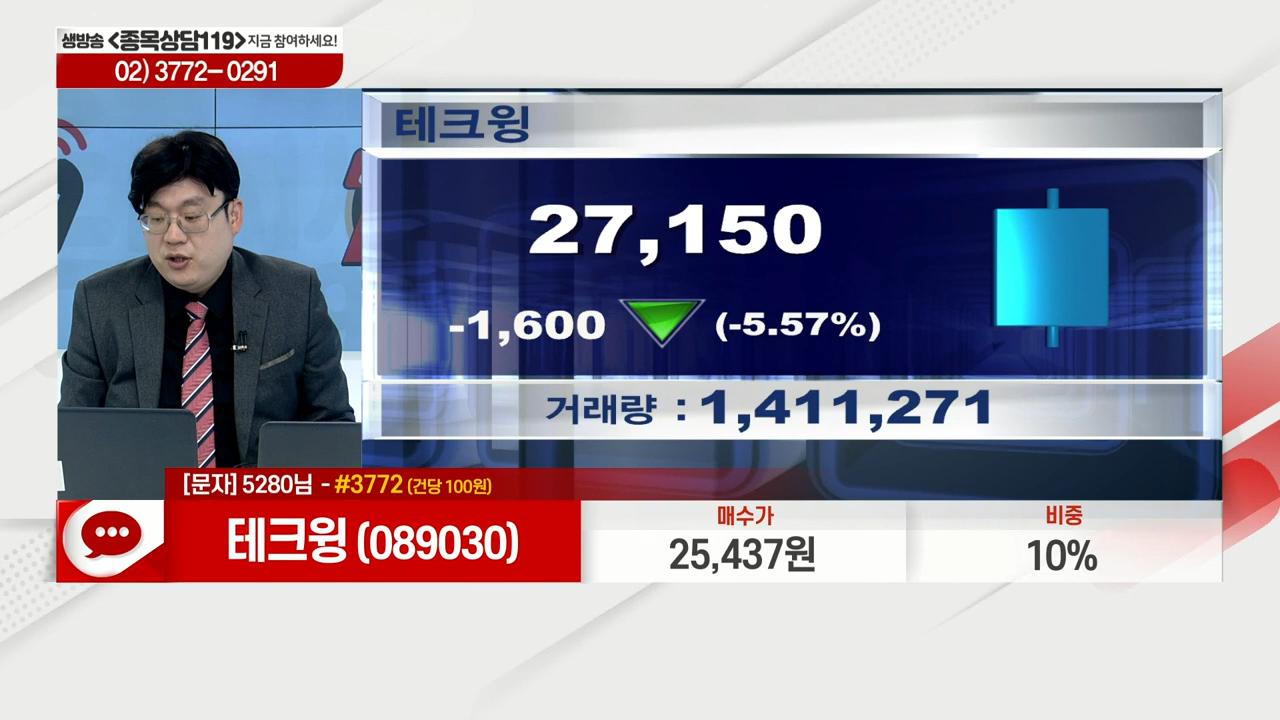 생방송 <종목상담119> 지금 참여하세요!
02) 3772-0291
테크윙
27,150
-1,600 (-5.57%)
거래량 : 1,411,271
[문자] 5280님 - #3772 (건당 100원)
테크윙 (089030)
매수가
25,437원
비중
10%